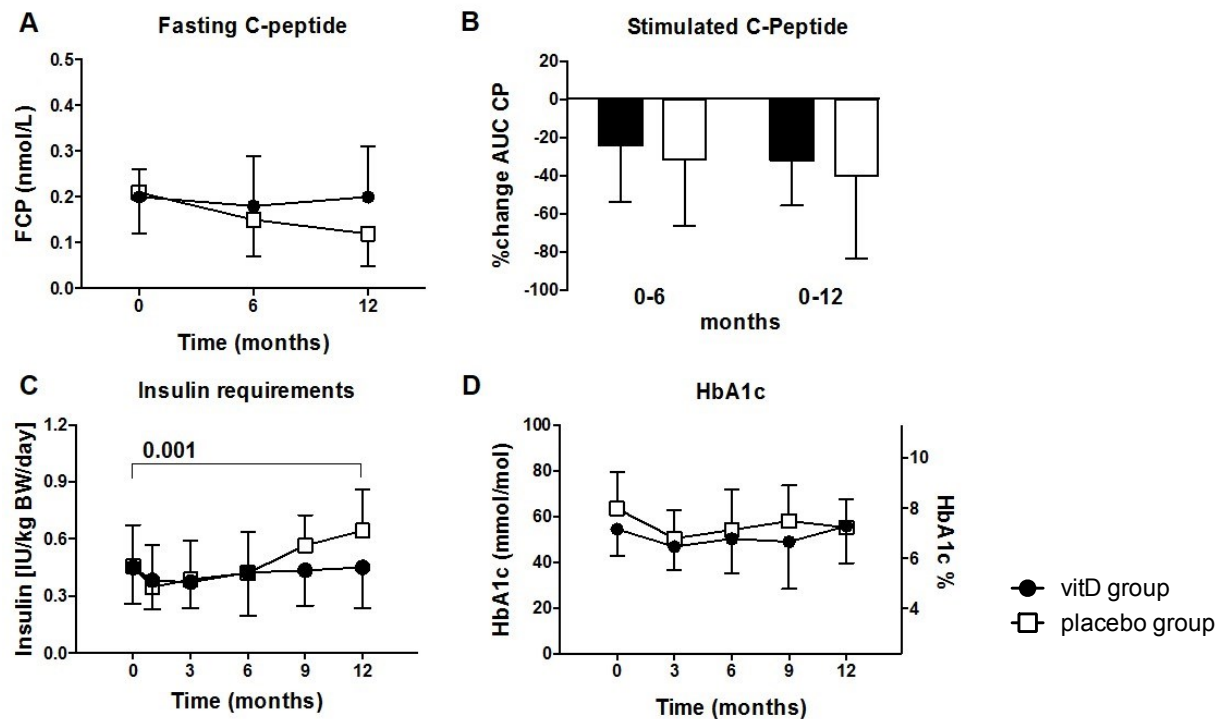 A
Fasting C-peptide
FCP (nmol/L)
0.5
0.4
0.3
0.2
0.1
0.0
0 6 12
Time (months)
B
Stimulated C-Peptide
%change AUC CP
20
0
-20
-40
-60
-80
-100
0-6 0-12
months
C
Insulin requirements
Insulin [IU/kg BW/day]
1.2
0.9
0.6
0.3
0.0
0.001
0 3 6 9 12
Time (months)
D
HbA1c
HbA1c (mmol/mol)
100
80
60
40
20
0
0 3 6 9 12
Time (months)
10
8
6
4
HbA1c %
vitD group
placebo group